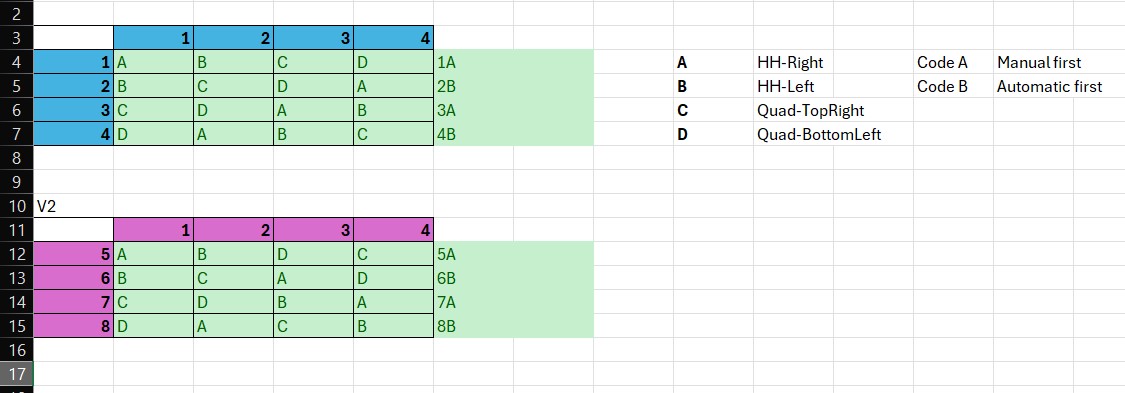 2
3 1 2 3 4
4 1 A B C D 1A A HH-Right Code A Manual first
5 2 B C D A 2B B HH-Left Code B Automatic first
6 3 C D A B 3A C Quad-TopRight
7 4 D A B C 4B D Quad-BottomLeft
8
9
10 V2
11 1 2 3 4
12 5 A B D C 5A
13 6 B C A D 6B
14 7 C D B A 7A
15 8 D A C B 8B
16
17